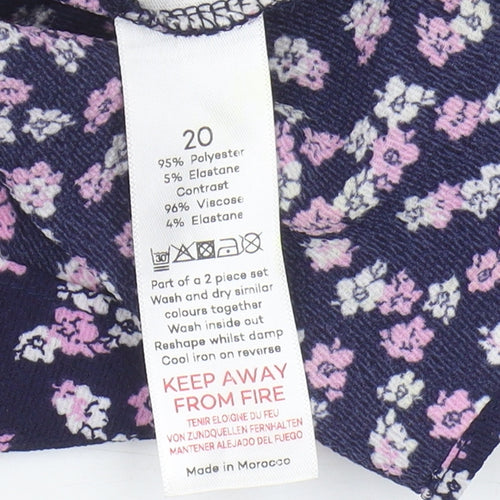 20
95% Polyester
5% Elastane
Contrast
96% Viscose
4% Elastane
30
Part of a 2 piece set
Wash and dry similar
colours together
Wash inside out
Reshape whilst damp
Cool iron on reverse
KEEP AWAY
FROM FIRE
TENIR ELOIGNE DU FEU
VON ZUNDQUELLEN FERNHALTEN
MANTENER ALEJADO DEL FUEGO
Made in Morocco